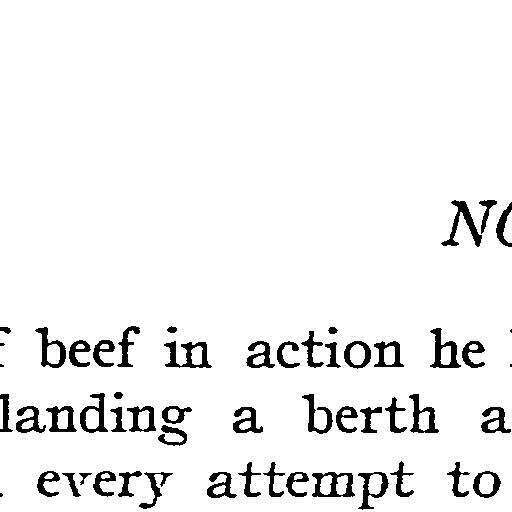 NO
f beef in action he
landing a berth a
every attempt to